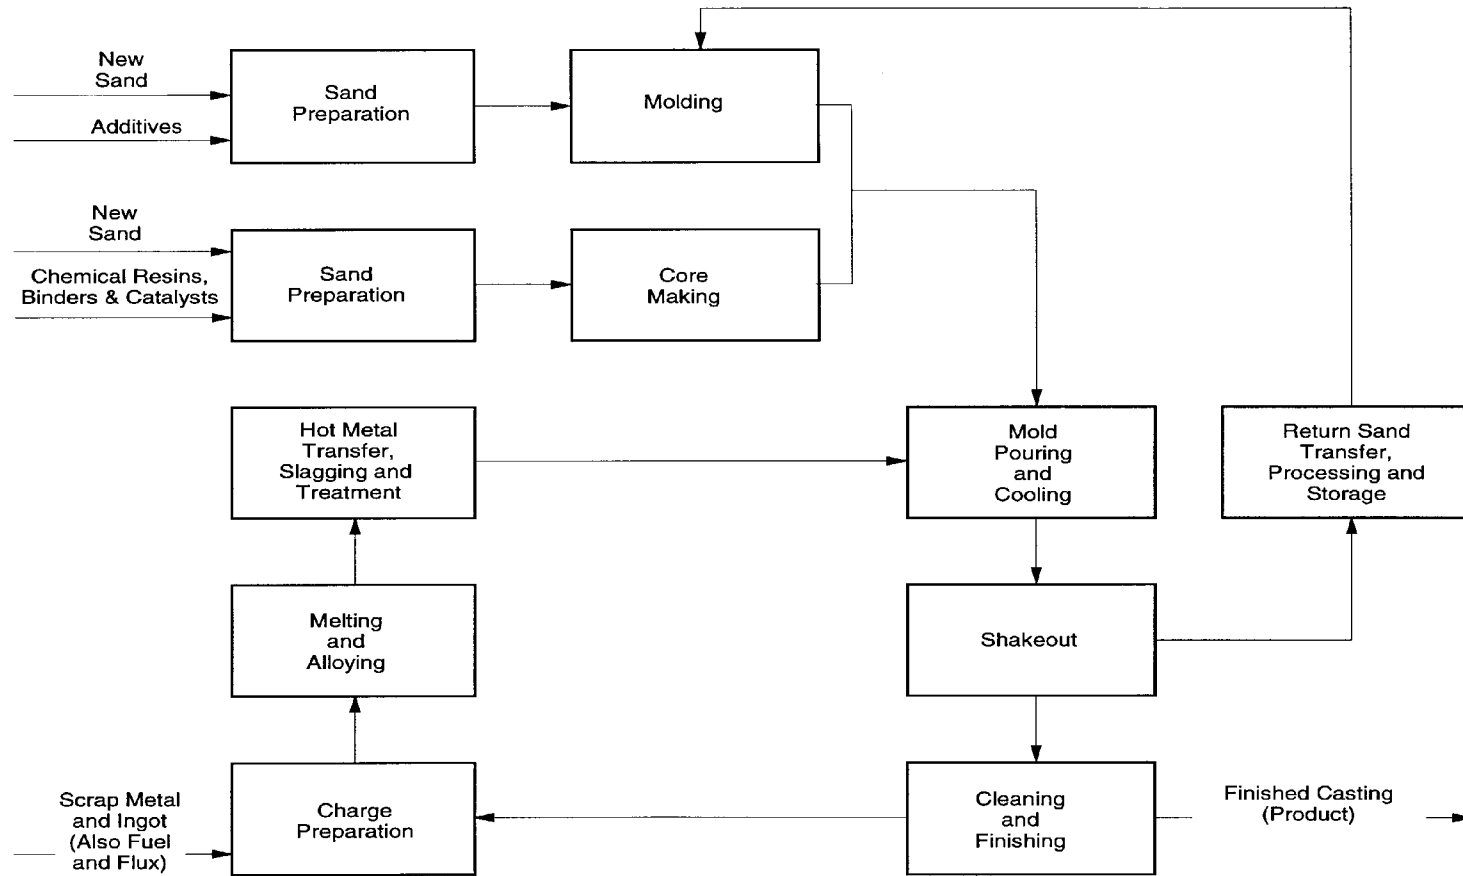 New
Sand
Additives
Sand
Preparation
Molding
New
Sand
Chemical Resins,
Binders & Catalysts
Sand
Preparation
Core
Making
Hot Metal
Transfer,
Slagging and
Treatment
Mold
Pouring
and
Cooling
Return Sand
Transfer,
Processing and
Storage
Melting
and
Alloying
Shakeout
Scrap Metal
and Ingot
(Also Fuel
and Flux)
Charge
Preparation
Cleaning
and
Finishing
Finished Casting
(Product)